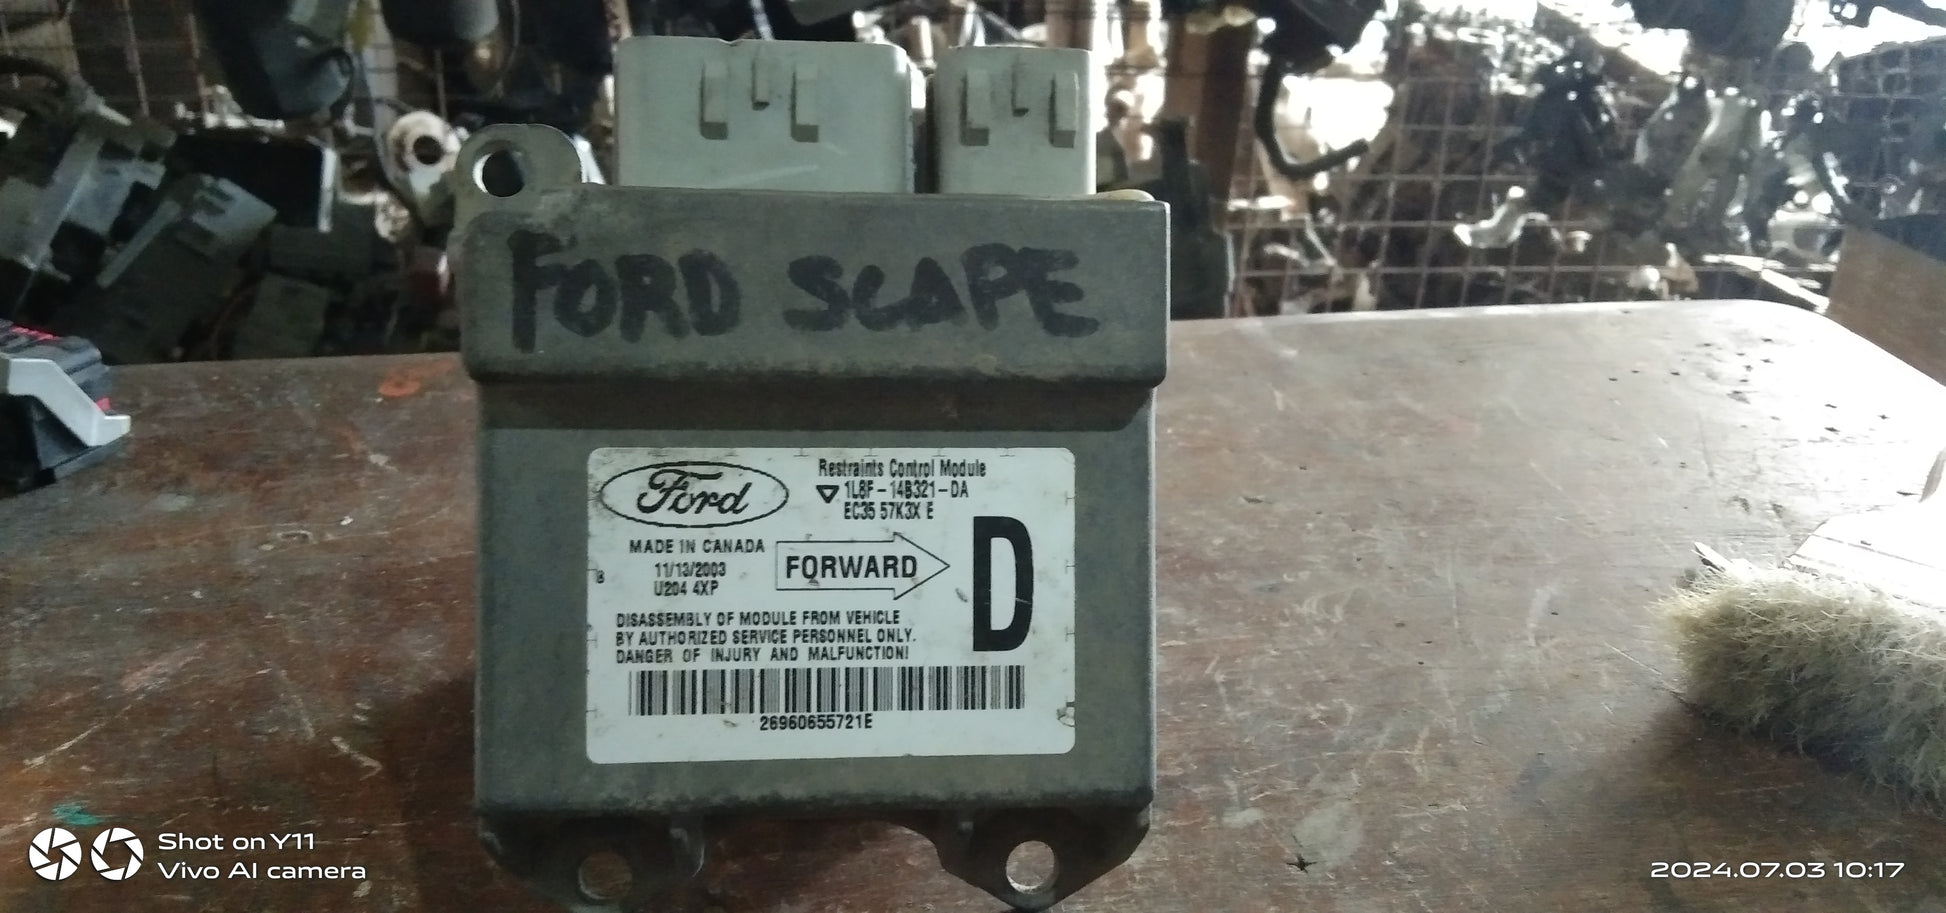 FORD SCAPE
Ford
Restraints Control Module
1L8F-14B321-DA
EC35 57K3X E
MADE IN CANADA
11/13/2003
U204 4XP
FORWARD
D
DISASSEMBLY OF MODULE FROM VEHICLE
BY AUTHORIZED SERVICE PERSONNEL ONLY.
DANGER OF INJURY AND MALFUNCTION!
26960655721E
Shot on Y11
Vivo AI camera
2024.07.03 10:17